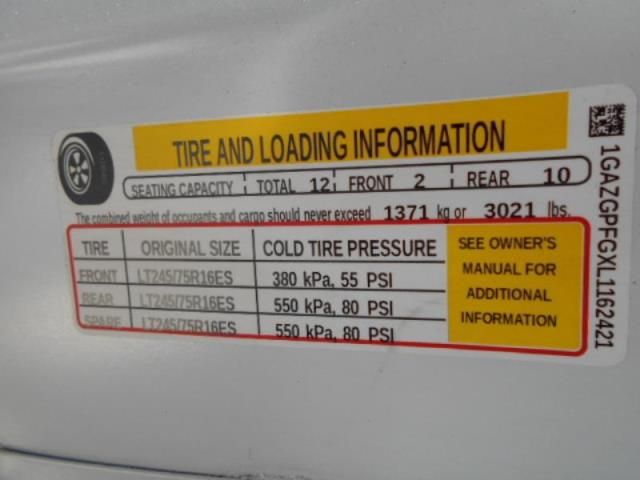 TIRE AND LOADING INFORMATION
SEATING CAPACITY TOTAL 12 FRONT 2 REAR 10
The combined weight of occupants and cargo should never exceed 1371 kg or 3021 lbs.
TIRE ORIGINAL SIZE COLD TIRE PRESSURE
FRONT LT245/75R16ES 380 kPa, 55 PSI
REAR LT245/75R16ES 550 kPa, 80 PSI
SPARE LT245/75R16ES 550 kPa, 80 PSI
SEE OWNER'S
MANUAL FOR
ADDITIONAL
INFORMATION
1GAZGPFGXL1162421